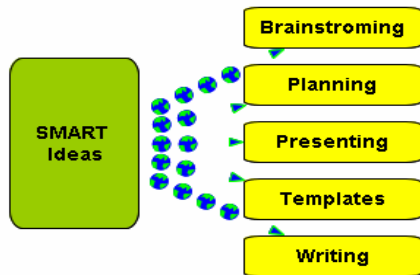 SMART
Ideas
Brainstroming
Planning
Presenting
Templates
Writing